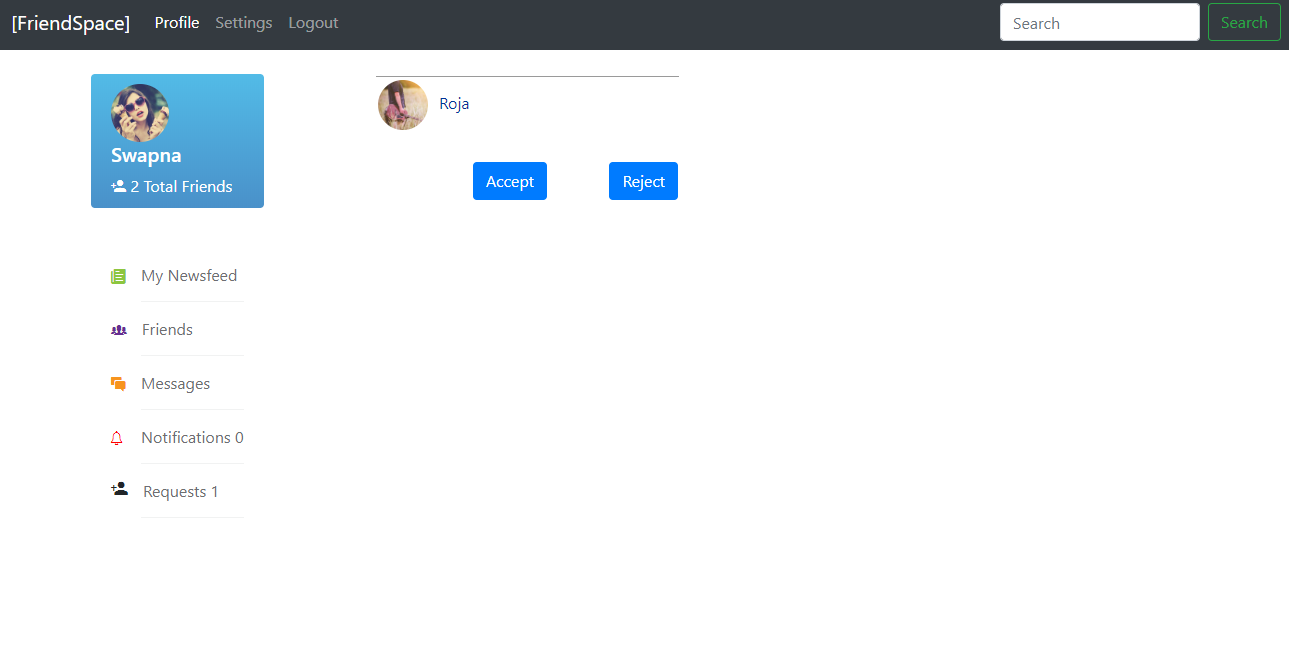 [FriendSpace] Profile Settings Logout Search Search
Swapna
2 Total Friends
My Newsfeed
Friends
Messages
Notifications 0
Requests 1
Roja
Accept Reject